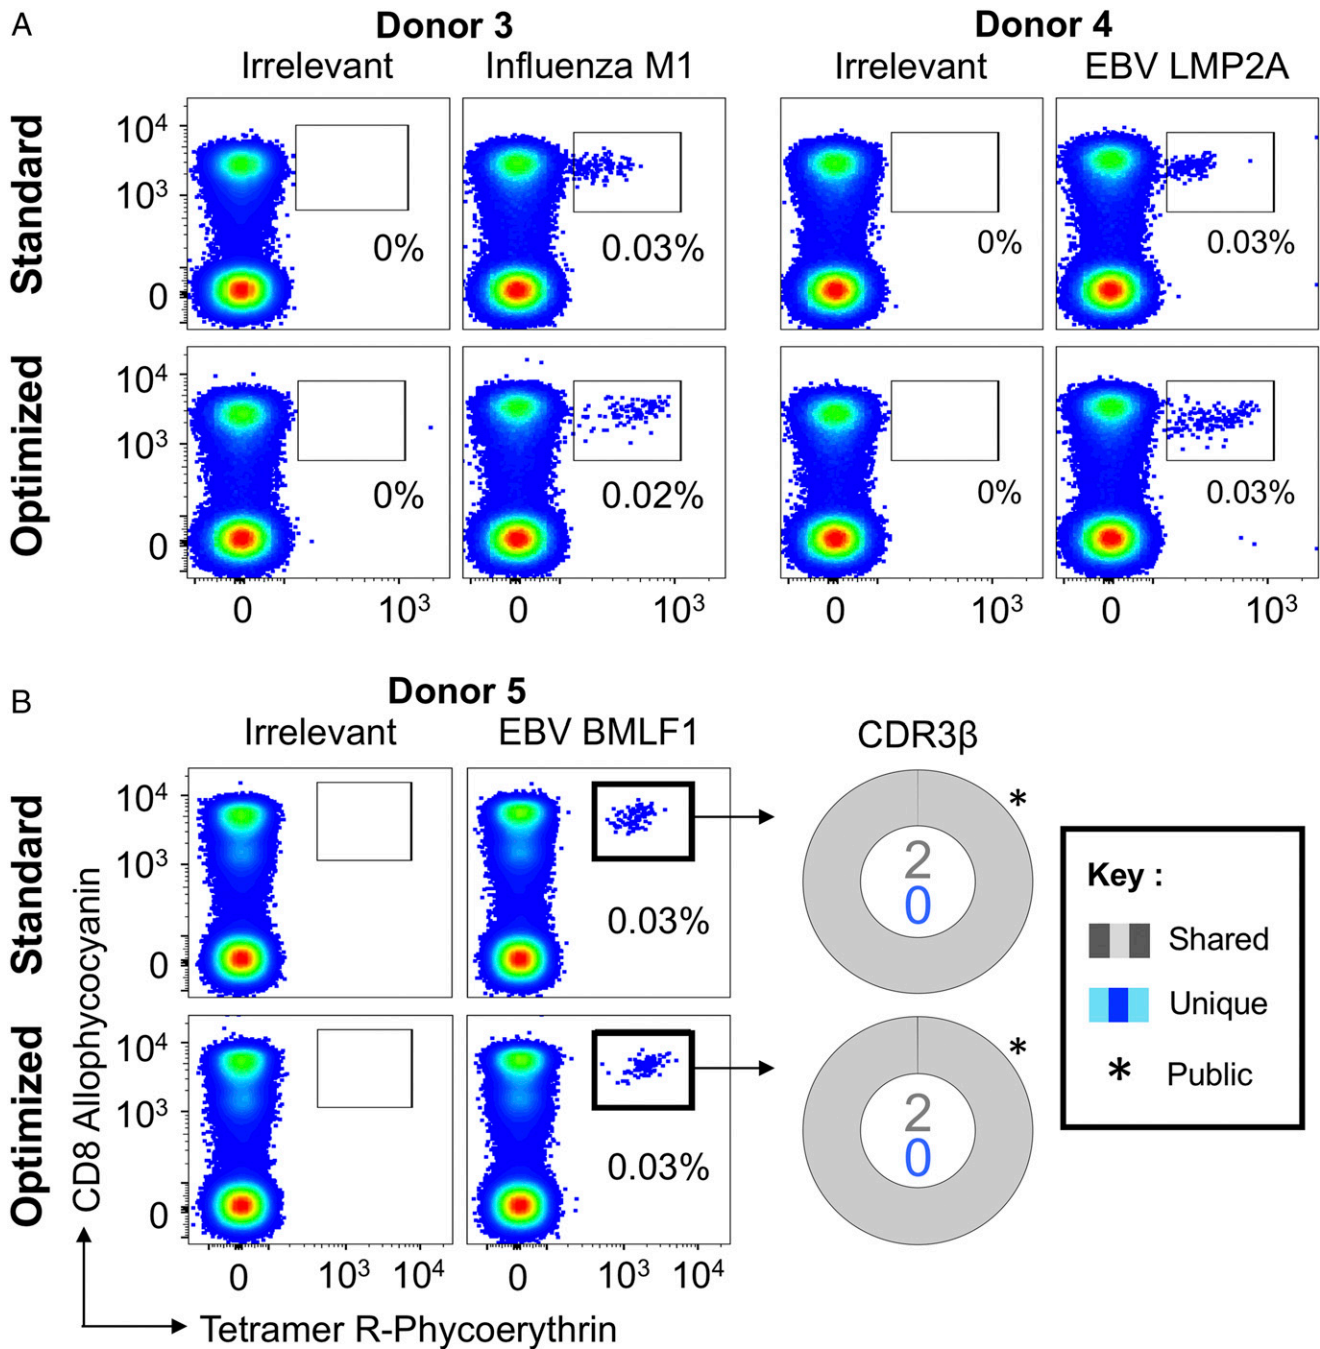 A
Donor 3
Donor 4
Irrelevant
Influenza M1
Irrelevant
EBV LMP2A
Standard
10⁴
10³
0
0%
0.03%
0%
0.03%
Optimized
10⁴
10³
0
0%
0.02%
0%
0.03%
0
10³
0
10³
0
10³
0
10³
B
Donor 5
Irrelevant
EBV BMLF1
CDR3β
Standard
10⁴
10³
0
0.03%
*
2
0
Key :
Shared
Unique
* Public
Optimized
10⁴
10³
0
0.03%
*
2
0
CD8 Allophycocyanin
0
10³
10⁴
0
10³
10⁴
Tetramer R-Phycoerythrin